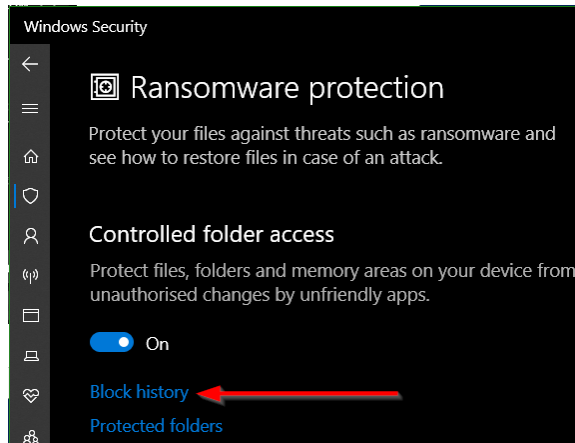 Windows Security
Ransomware protection
Protect your files against threats such as ransomware and
see how to restore files in case of an attack.
Controlled folder access
Protect files, folders and memory areas on your device from
unauthorised changes by unfriendly apps.
On
Block history
Protected folders